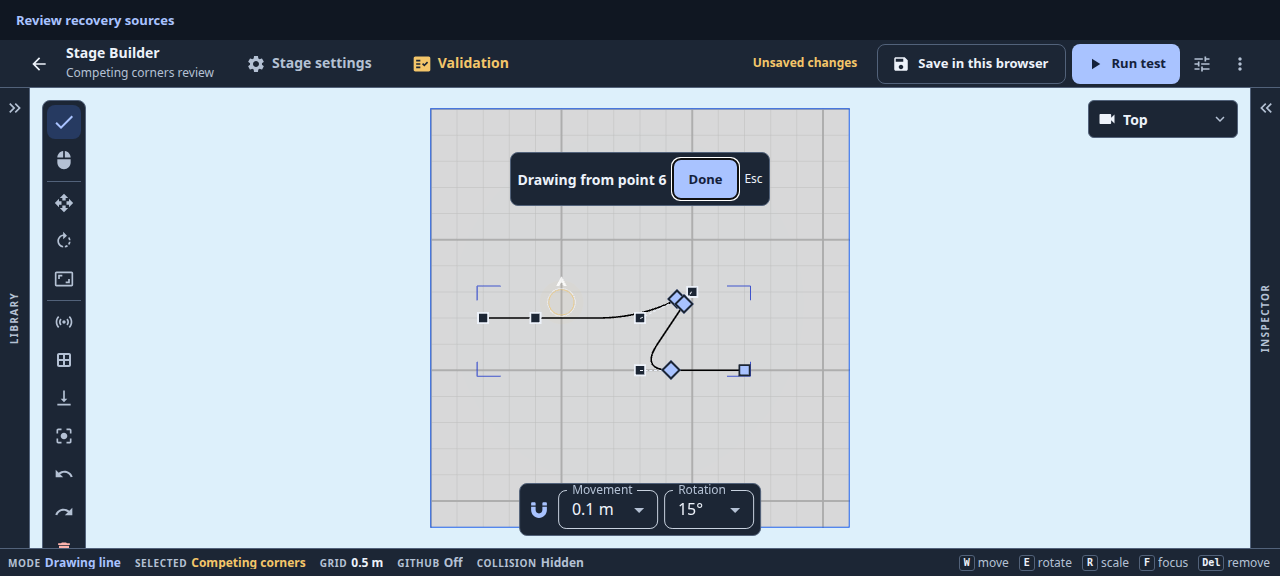 Review recovery sources
Stage Builder
Competing corners review
Stage settings
Validation
Unsaved changes
Save in this browser
Run test
LIBRARY
Top
Drawing from point 6
Done
Esc
INSPECTOR
Movement
0.1 m
Rotation
15°
MODE Drawing line
SELECTED Competing corners
GRID 0.5 m
GITHUB Off
COLLISION Hidden
W move
E rotate
R scale
F focus
Del remove